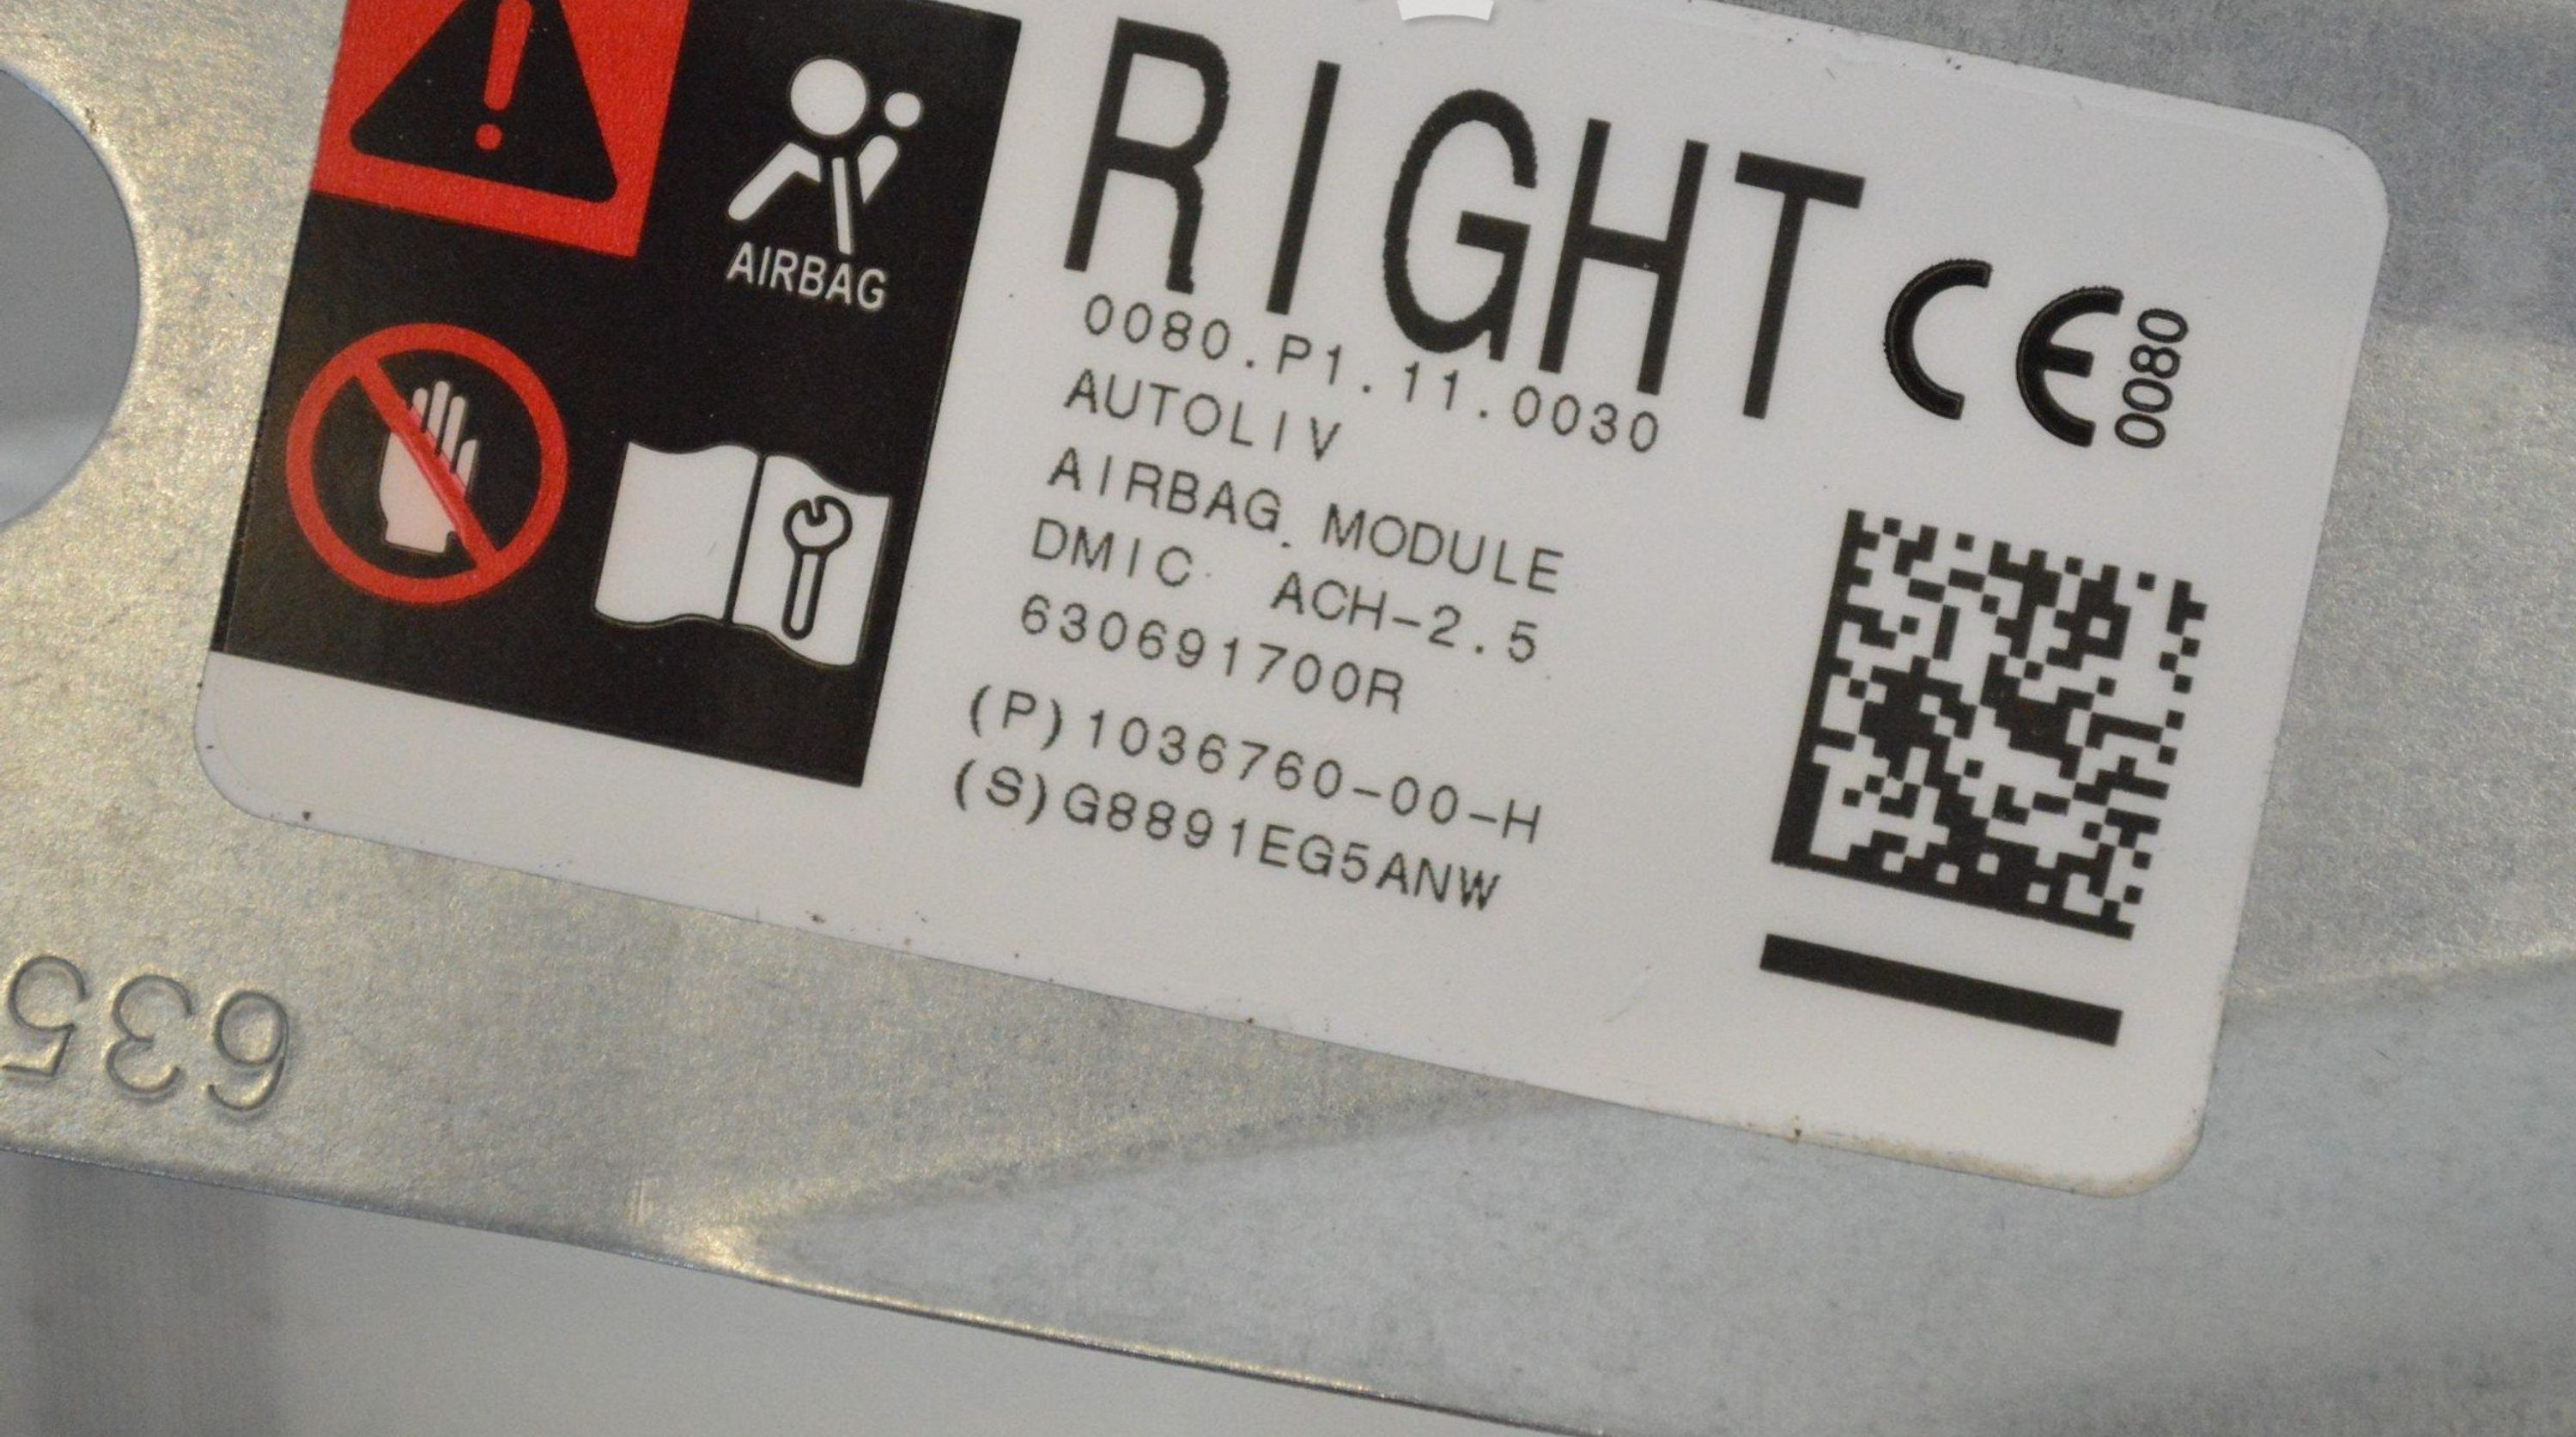 AIRBAG
RIGHT
CE 0080
0080.P1.11.0030
AUTOLIV
AIRBAG MODULE
DMIC ACH-2.5
630691700R
(P)1036760-00-H
(S)G8891EG5ANW
635